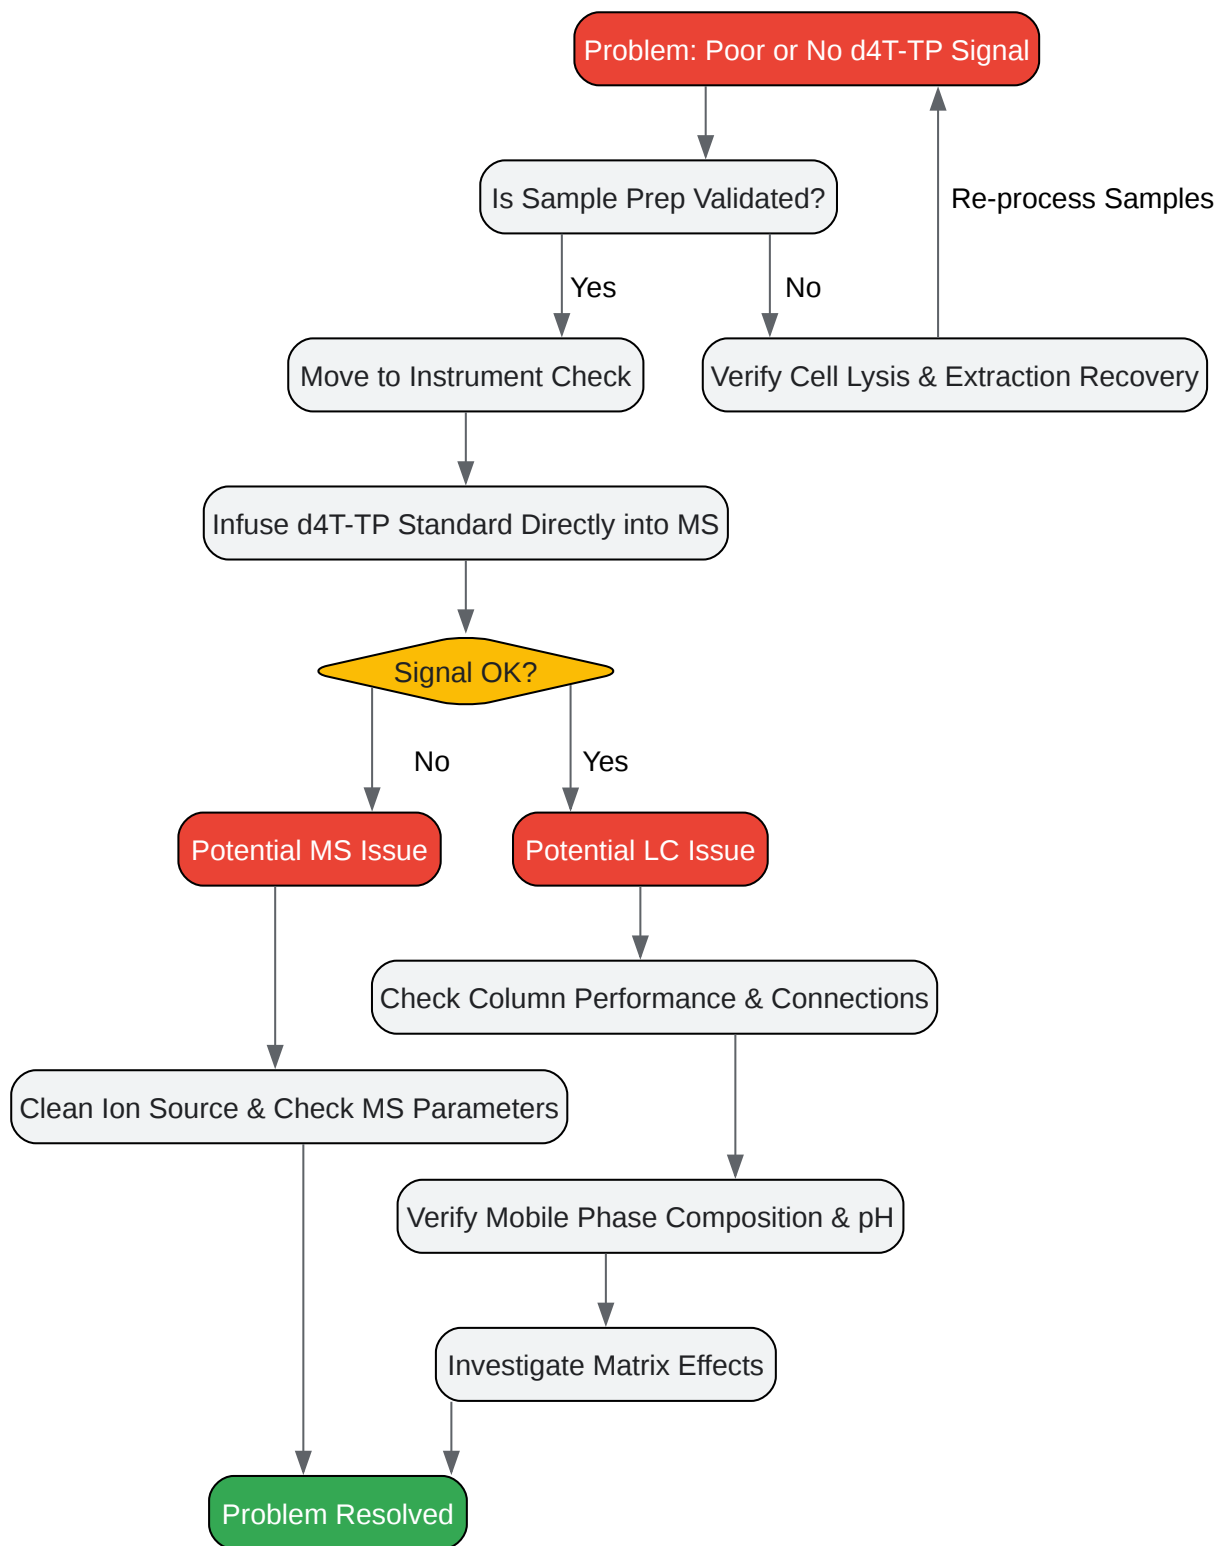 Problem: Poor or No d4T-TP Signal
Is Sample Prep Validated?
Re-process Samples
Yes
No
Move to Instrument Check
Verify Cell Lysis & Extraction Recovery
Infuse d4T-TP Standard Directly into MS
Signal OK?
No
Yes
Potential MS Issue
Potential LC Issue
Check Column Performance & Connections
Clean Ion Source & Check MS Parameters
Verify Mobile Phase Composition & pH
Investigate Matrix Effects
Problem Resolved